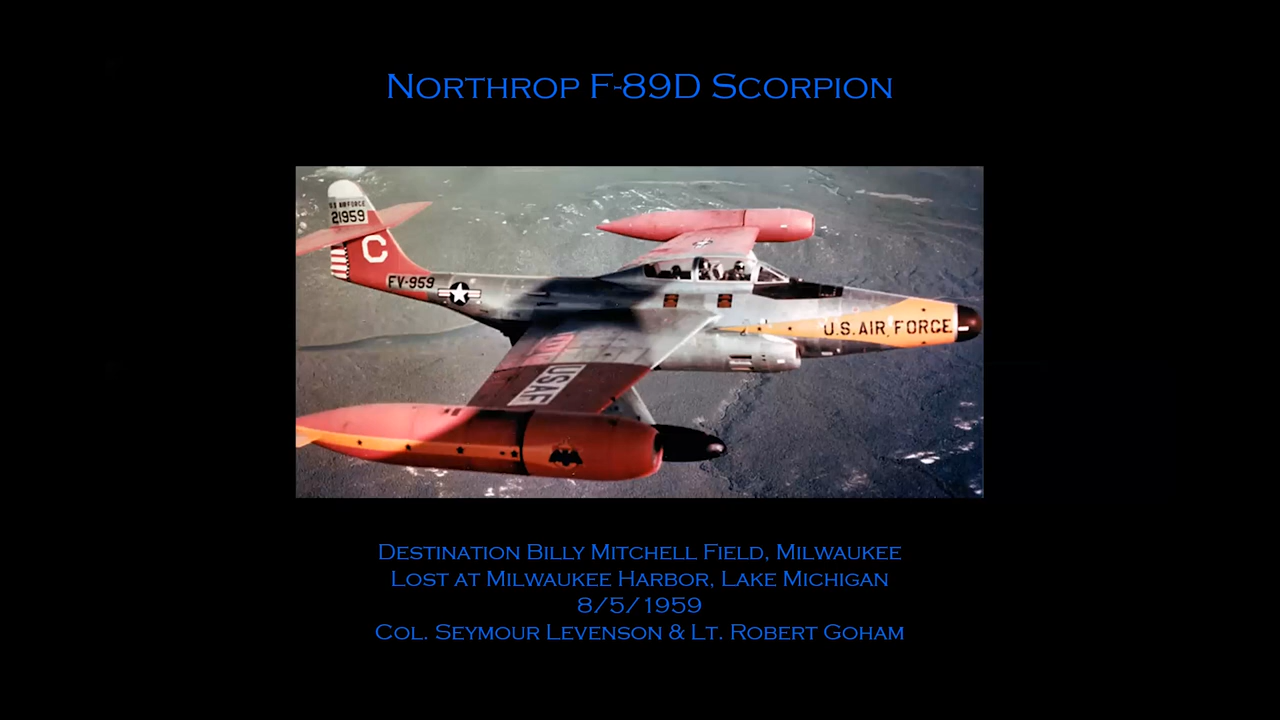 Northrop F-89D Scorpion
U.S. AIR FORCE
21959
C
FV-959
U.S. AIR FORCE
USAF
Destination Billy Mitchell Field, Milwaukee
Lost at Milwaukee Harbor, Lake Michigan
8/5/1959
Col. Seymour Levenson & Lt. Robert Goham